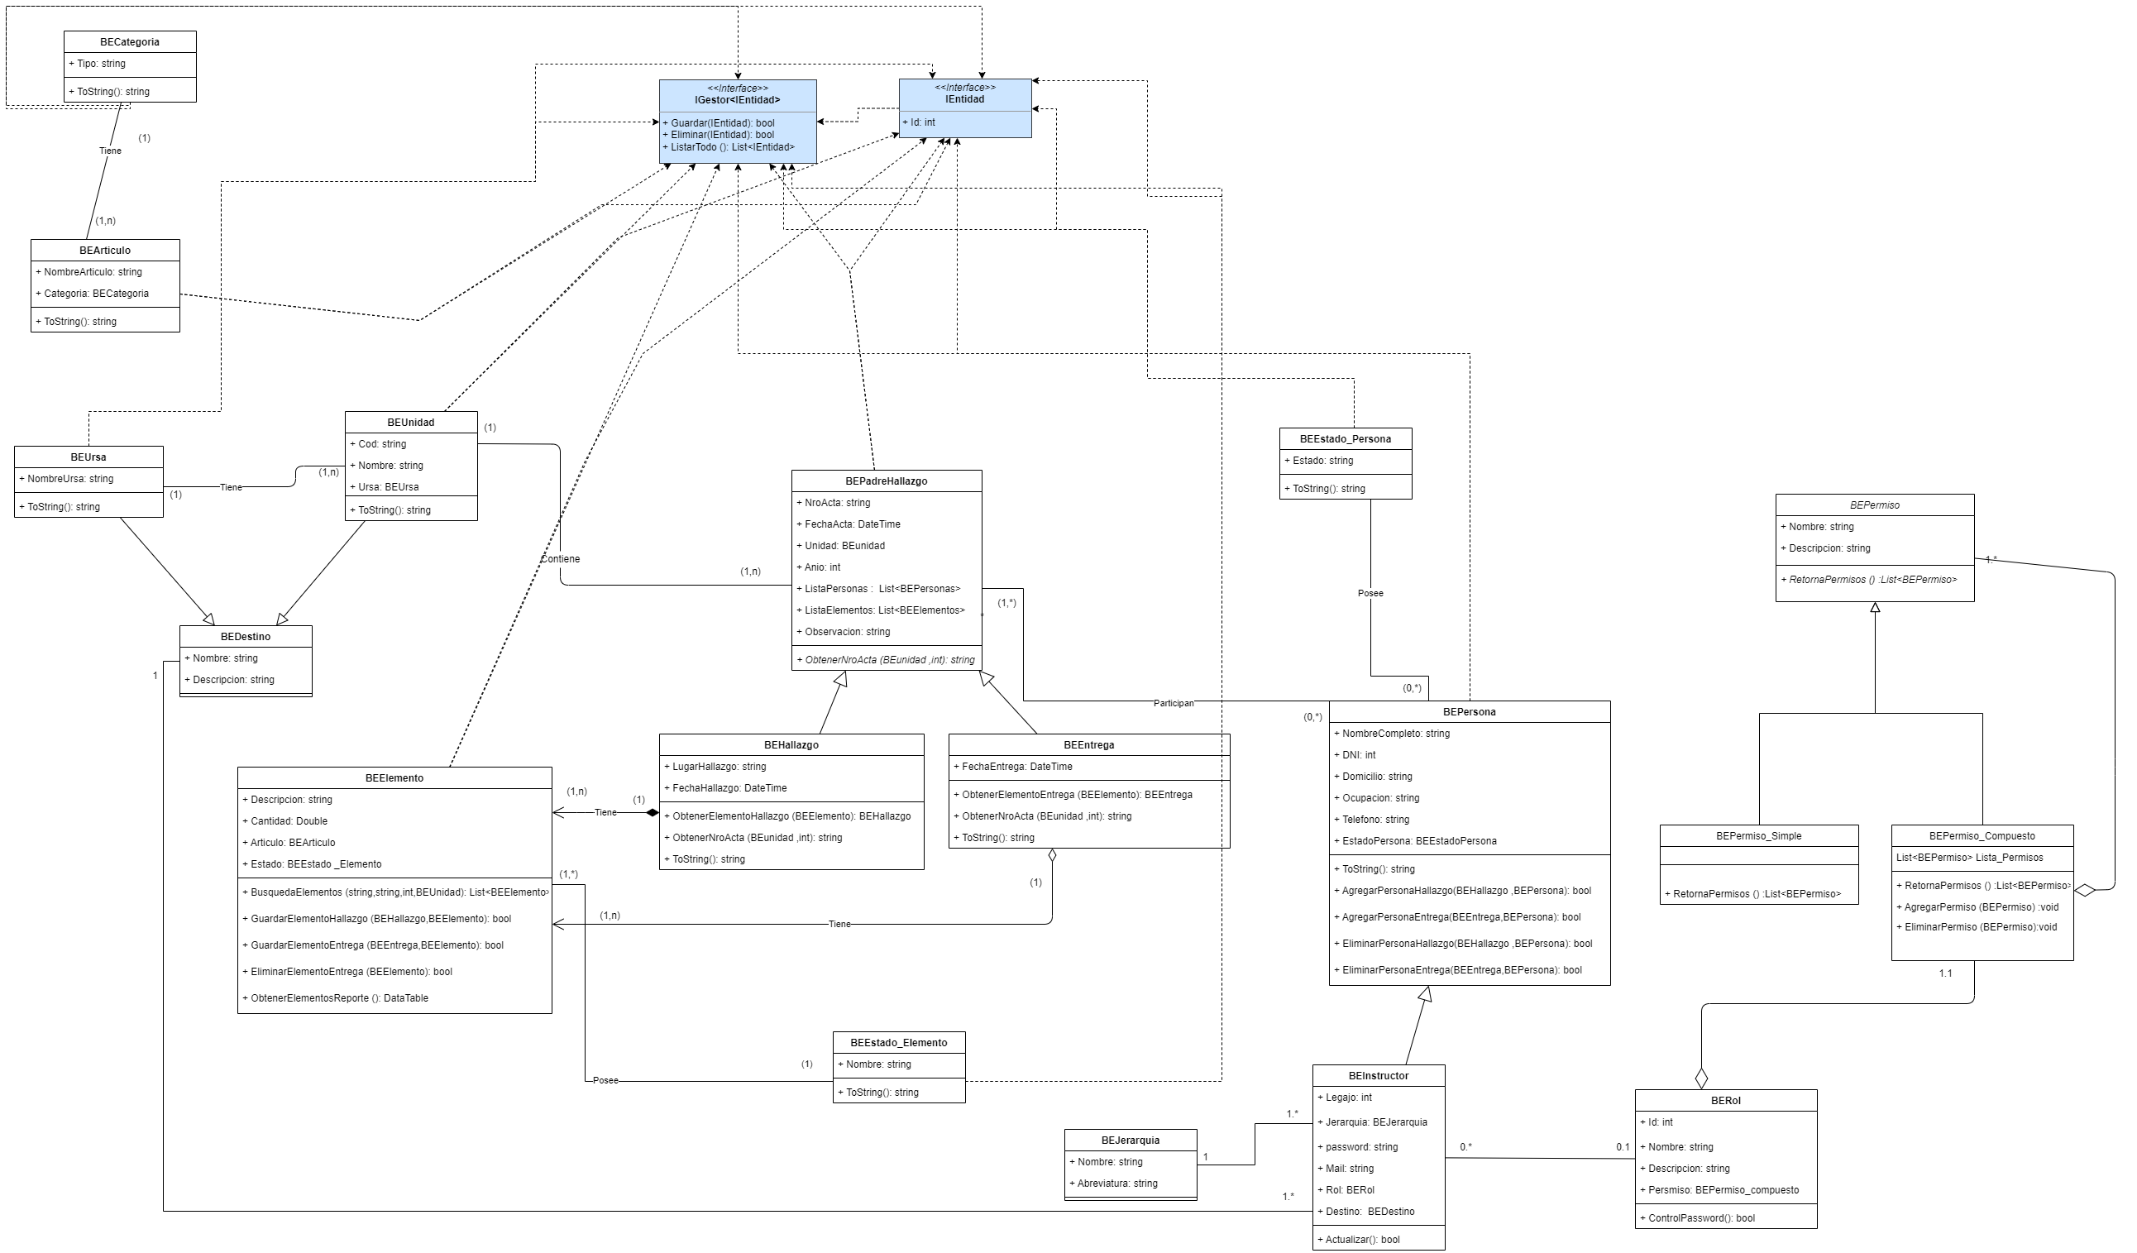 BECategoria
+ Tipo: string
+ ToString(): string
(1)
Tiene
(1,n)
BEArticulo
+ NombreArticulo: string
+ Categoria: BECategoria
+ ToString(): string
<<Interface>>
IGestor<IEntidad>
+ Guardar(IEntidad): bool
+ Eliminar(IEntidad): bool
+ ListarTodo (): List<IEntidad>
<<Interface>>
IEntidad
+ Id: int
BEUrsa
+ NombreUrsa: string
+ ToString(): string
(1)
Tiene
(1,n)
BEUnidad
+ Cod: string
+ Nombre: string
+ Ursa: BEUrsa
+ ToString(): string
(1)
Contiene
(1,n)
BEDestino
+ Nombre: string
+ Descripcion: string
1
BEPadreHallazgo
+ NroActa: string
+ FechaActa: DateTime
+ Unidad: BEunidad
+ Anio: int
+ ListaPersonas : List<BEPersonas>
+ ListaElementos: List<BEElementos>
+ Observacion: string
+ ObtenerNroActa (BEunidad ,int): string
(1,*)
Participan
(0,*)
BEEstado_Persona
+ Estado: string
+ ToString(): string
Posee
(0,*)
BEPermiso
+ Nombre: string
+ Descripcion: string
+ RetornaPermisos () :List<BEPermiso>
1.*
BEPersona
+ NombreCompleto: string
+ DNI: int
+ Domicilio: string
+ Ocupacion: string
+ Telefono: string
+ EstadoPersona: BEEstadoPersona
+ ToString(): string
+ AgregarPersonaHallazgo(BEHallazgo ,BEPersona): bool
+ AgregarPersonaEntrega(BEEntrega,BEPersona): bool
+ EliminarPersonaHallazgo(BEHallazgo ,BEPersona): bool
+ EliminarPersonaEntrega(BEEntrega,BEPersona): bool
BEHallazgo
+ LugarHallazgo: string
+ FechaHallazgo: DateTime
+ ObtenerElementoHallazgo (BEElemento): BEHallazgo
+ ObtenerNroActa (BEunidad ,int): string
+ ToString(): string
BEEntrega
+ FechaEntrega: DateTime
+ ObtenerElementoEntrega (BEElemento): BEEntrega
+ ObtenerNroActa (BEunidad ,int): string
+ ToString(): string
BEElemento
+ Descripcion: string
+ Cantidad: Double
+ Articulo: BEArticulo
+ Estado: BEEstado _Elemento
+ BusquedaElementos (string,string,int,BEUnidad): List<BEElemento>
+ GuardarElementoHallazgo (BEHallazgo,BEElemento): bool
+ GuardarElementoEntrega (BEEntrega,BEElemento): bool
+ EliminarElementoEntrega (BEElemento): bool
+ ObtenerElementosReporte (): DataTable
(1,n)
Tiene
(1)
(1,*)
(1,n)
Tiene
(1)
BEPermiso_Simple
+ RetornaPermisos () :List<BEPermiso>
BEPermiso_Compuesto
List<BEPermiso> Lista_Permisos
+ RetornaPermisos () :List<BEPermiso>
+ AgregarPermiso (BEPermiso) :void
+ EliminarPermiso (BEPermiso):void
1.1
BEEstado_Elemento
+ Nombre: string
+ ToString(): string
(1)
Posee
BEJerarquia
+ Nombre: string
+ Abreviatura: string
1
1.*
1.*
BEInstructor
+ Legajo: int
+ Jerarquia: BEJerarquia
+ password: string
+ Mail: string
+ Rol: BERol
+ Destino: BEDestino
+ Actualizar(): bool
0.*
0.1
BERol
+ Id: int
+ Nombre: string
+ Descripcion: string
+ Persmiso: BEPermiso_compuesto
+ ControlPassword(): bool